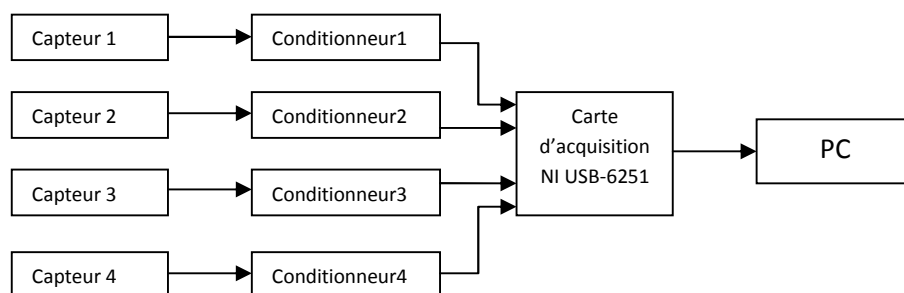 Capteur 1
Conditionneur1
Capteur 2
Conditionneur2
Capteur 3
Conditionneur3
Capteur 4
Conditionneur4
Carte
d’acquisition
NI USB-6251
PC